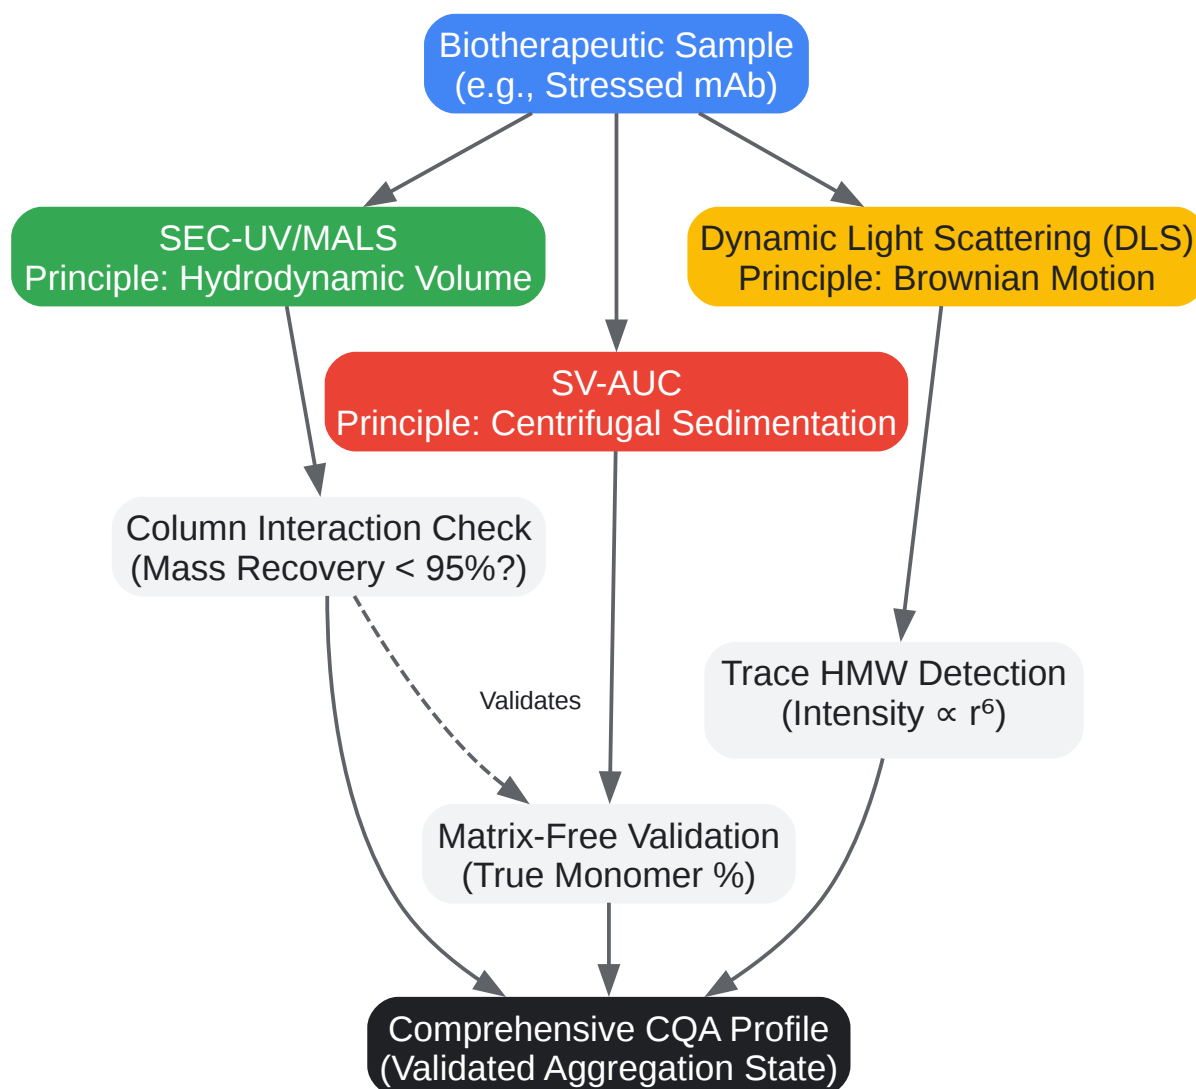 Biotherapeutic Sample
(e.g., Stressed mAb)
SEC-UV/MALS
Principle: Hydrodynamic Volume
Dynamic Light Scattering (DLS)
Principle: Brownian Motion
SV-AUC
Principle: Centrifugal Sedimentation
Column Interaction Check
(Mass Recovery < 95%?)
Trace HMW Detection
(Intensity ∝ r⁶)
Validates
Matrix-Free Validation
(True Monomer %)
Comprehensive CQA Profile
(Validated Aggregation State)